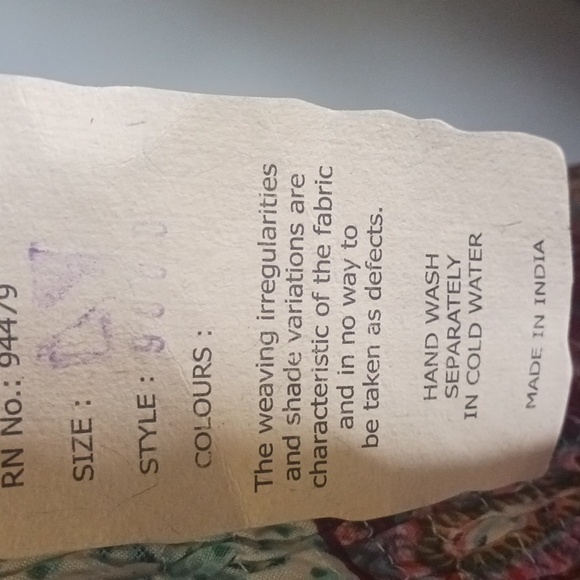 RN No.: 94479
SIZE :
STYLE :
COLOURS :
The weaving irregularities
and shade variations are
characteristic of the fabric
and in no way to
be taken as defects.
HAND WASH
SEPARATELY
IN COLD WATER
MADE IN INDIA